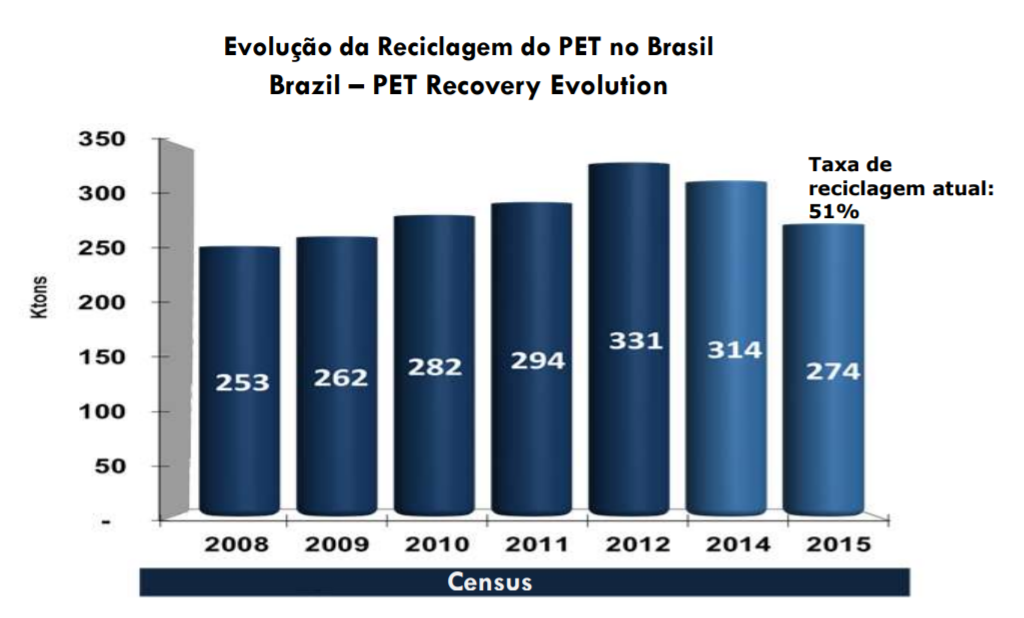 Evolução da Reciclagem do PET no Brasil
Brazil – PET Recovery Evolution
350
300
250
200
150
100
50
-
Ktons
Taxa de
reciclagem atual:
51%
253
262
282
294
331
314
274
2008 2009 2010 2011 2012 2014 2015
Census